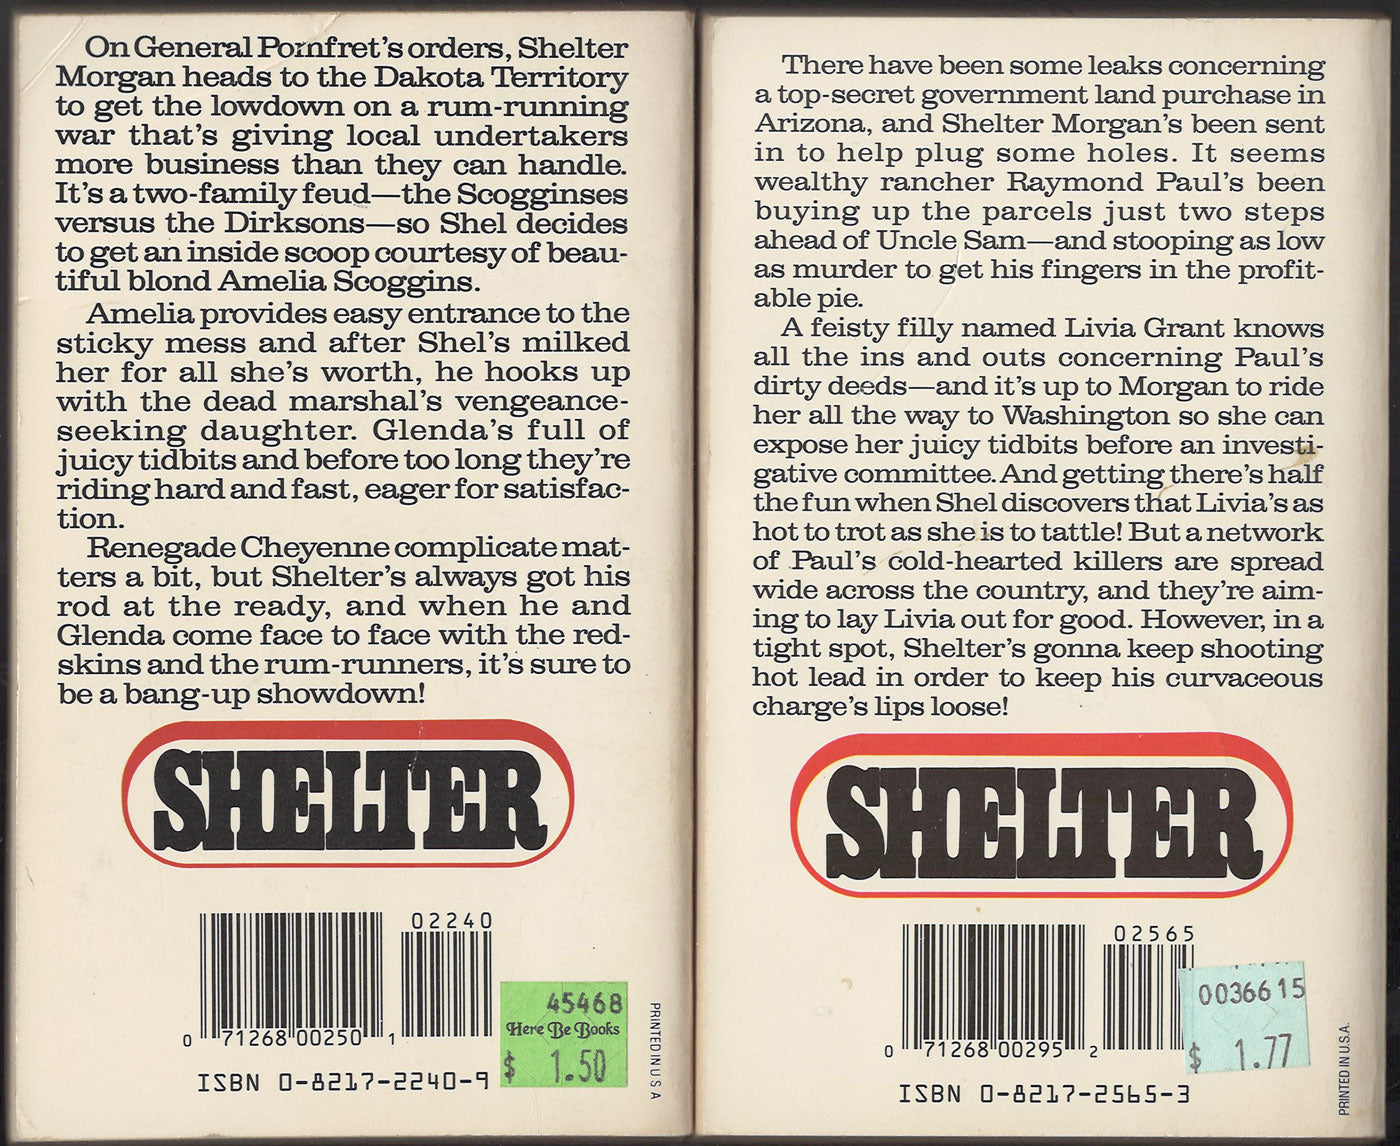 On General Pomfret's orders, Shelter
Morgan heads to the Dakota Territory
to get the lowdown on a rum-running
war that's giving local undertakers
more business than they can handle.
It's a two-family feud—the Scogginses
versus the Dirksons—so Shel decides
to get an inside scoop courtesy of beau-
tiful blond Amelia Scoggins.
Amelia provides easy entrance to the
sticky mess and after Shel's milked
her for all she's worth, he hooks up
with the dead marshal's vengeance-
seeking daughter. Glenda's full of
juicy tidbits and before too long they're
riding hard and fast, eager for satisfac-
tion.
Renegade Cheyenne complicate mat-
ters a bit, but Shelter's always got his
rod at the ready, and when he and
Glenda come face to face with the red-
skins and the rum-runners, it's sure to
be a bang-up showdown!
SHELTER
02240
0 71268 00250 1
ISBN 0-8217-2240-9
45468
Here Be Books
$ 1.50
PRINTED IN U S A
There have been some leaks concerning
a top-secret government land purchase in
Arizona, and Shelter Morgan's been sent
in to help plug some holes. It seems
wealthy rancher Raymond Paul's been
buying up the parcels just two steps
ahead of Uncle Sam—and stooping as low
as murder to get his fingers in the profit-
able pie.
A feisty filly named Livia Grant knows
all the ins and outs concerning Paul's
dirty deeds—and it's up to Morgan to ride
her all the way to Washington so she can
expose her juicy tidbits before an investi-
gative committee. And getting there's half
the fun when Shel discovers that Livia's as
hot to trot as she is to tattle! But a network
of Paul's cold-hearted killers are spread
wide across the country, and they're aim-
ing to lay Livia out for good. However, in a
tight spot, Shelter's gonna keep shooting
hot lead in order to keep his curvaceous
charge's lips loose!
SHELTER
02565
0 71268 00295 2
ISBN 0-8217-2565-3
0036615
$ 1.77
PRINTED IN U.S.A.